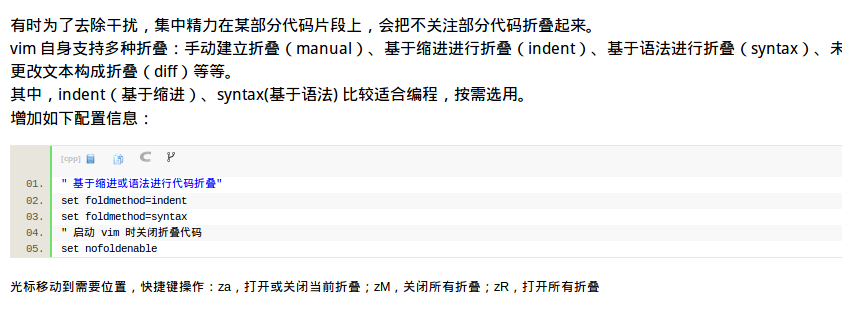 有时为了去除干扰，集中精力在某部分代码片段上，会把不关注部分代码折叠起来。
vim 自身支持多种折叠：手动建立折叠（manual）、基于缩进进行折叠（indent）、基于语法进行折叠（syntax）、未
更改文本构成折叠（diff）等等。
其中，indent（基于缩进）、syntax(基于语法) 比较适合编程，按需选用。
增加如下配置信息：
[cpp]
01. " 基于缩进或语法进行代码折叠"
02. set foldmethod=indent
03. set foldmethod=syntax
04. " 启动 vim 时关闭折叠代码
05. set nofoldenable
光标移动到需要位置，快捷键操作：za，打开或关闭当前折叠；zM，关闭所有折叠；zR，打开所有折叠